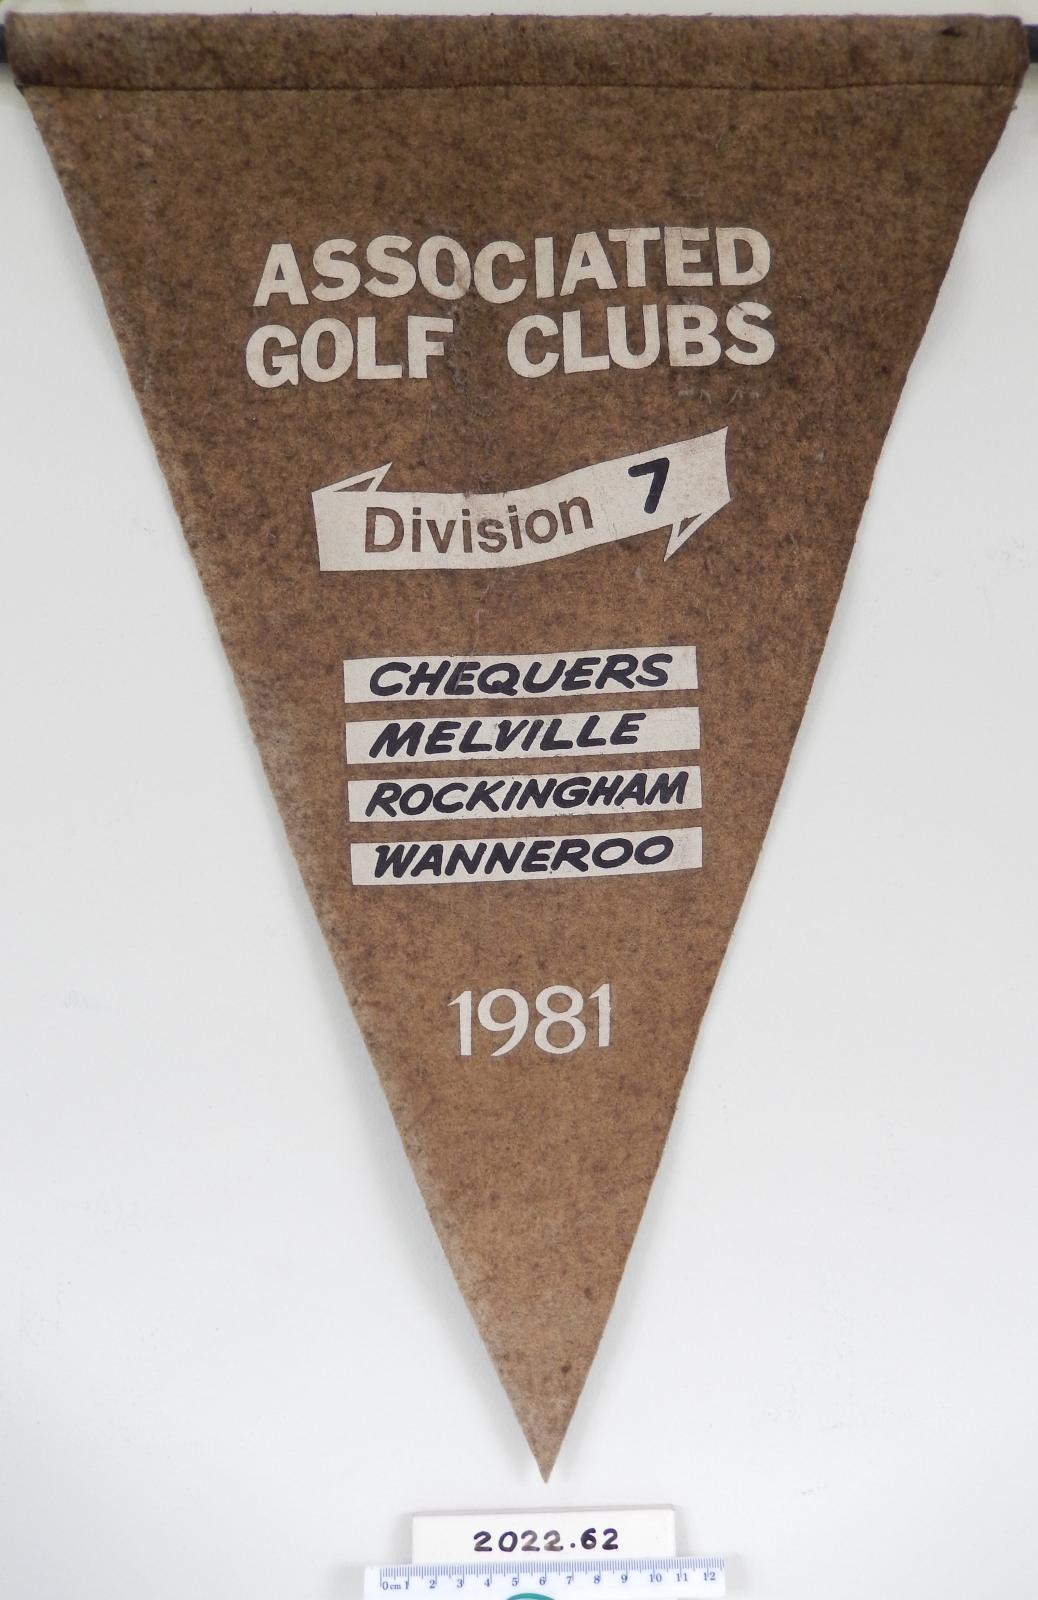 ASSOCIATED
GOLF CLUBS
Division 7
CHEQUERS
MELVILLE
ROCKINGHAM
WANNEROO
1981
2022.62
0cm 1 2 3 4 5 6 7 8 9 10 11 12